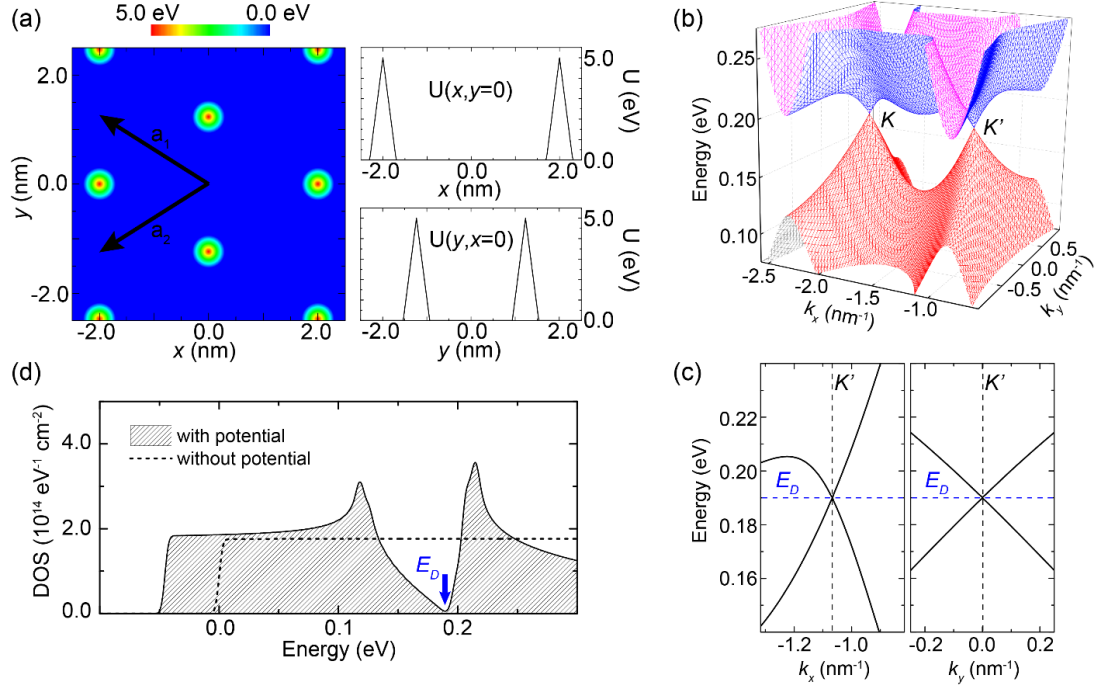 (a)
5.0 eV 0.0 eV
2.0
0.0
-2.0
y (nm)
a1
a2
-2.0 0.0 2.0
x (nm)
U(x,y=0)
5.0
0.0
U (eV)
-2.0 0.0 2.0
x (nm)
U(y,x=0)
5.0
0.0
U (eV)
-2.0 0.0 2.0
y (nm)
(b)
0.25
0.20
0.15
0.10
Energy (eV)
K
K'
-2.5 -2.0 -1.5 -1.0
kx (nm-1)
-0.5 0.0 0.5
ky (nm-1)
(d)
4.0
2.0
0.0
DOS (10^14 eV-1 cm-2)
with potential
without potential
ED
0.0 0.1 0.2
Energy (eV)
(c)
0.22
0.20
0.18
0.16
Energy (eV)
K'
ED
-1.2 -1.0
kx (nm-1)
K'
ED
-0.2 0.0 0.2
ky (nm-1)